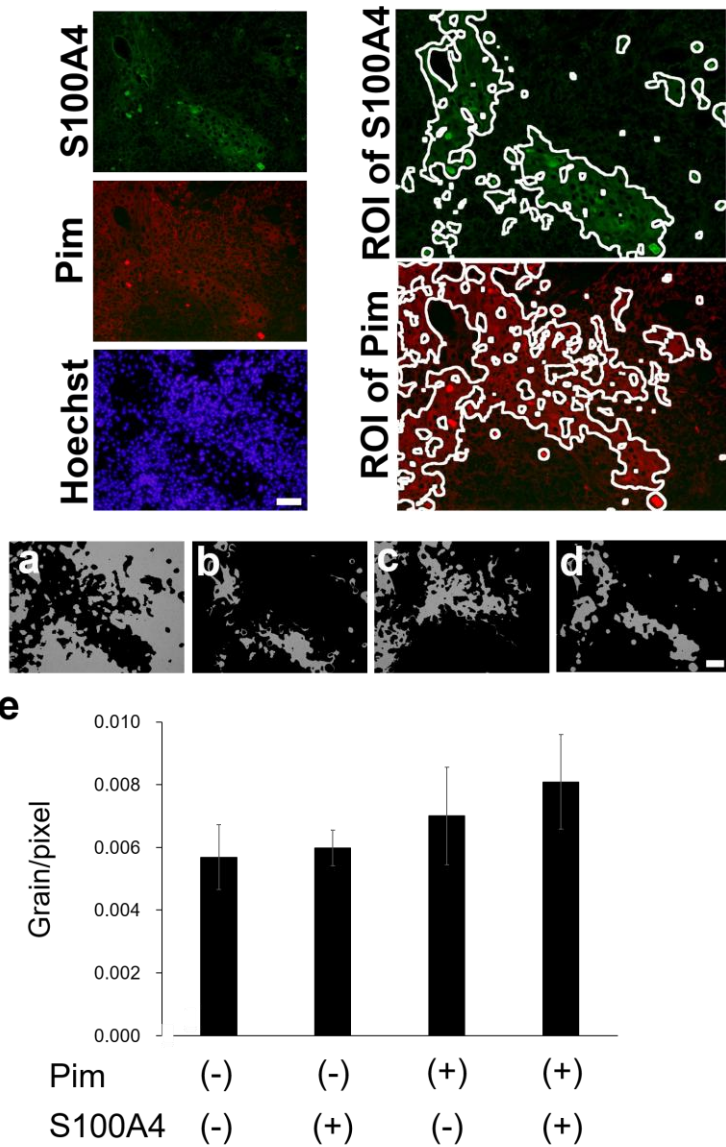 S100A4
Pim
Hoechst
ROI of S100A4
ROI of Pim
a
b
c
d
e
0.010
0.008
0.006
0.004
0.002
0.000
Grain/pixel
Pim (-) (-) (+) (+)
S100A4 (-) (+) (-) (+)